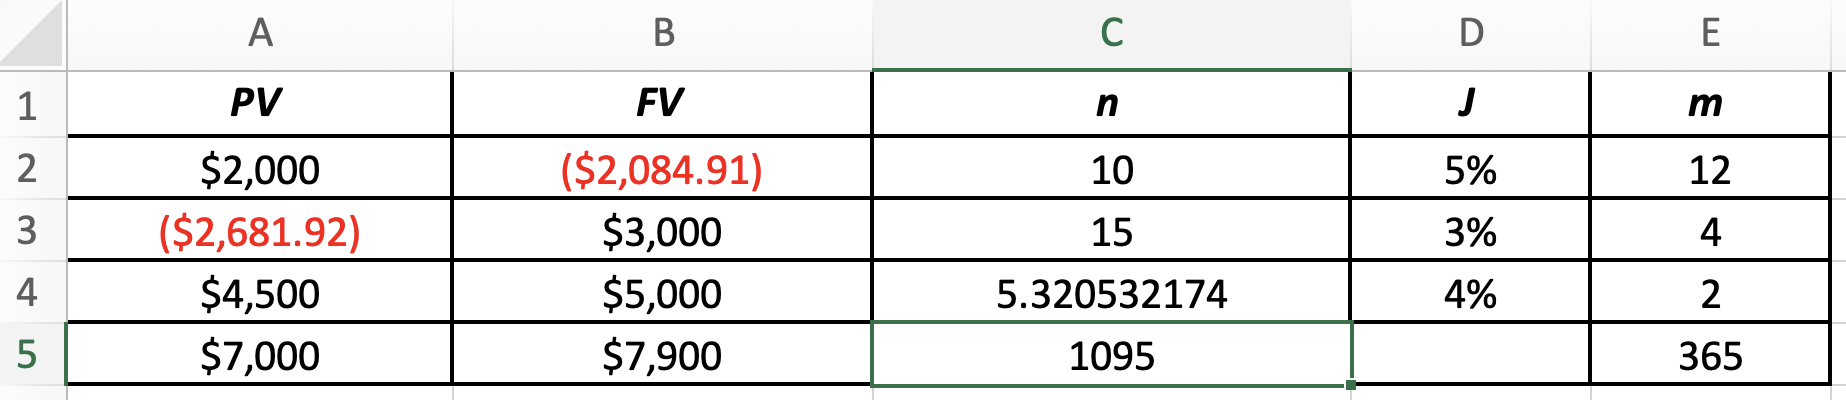 A B C D E
1 PV FV n J m
2 $2,000 ($2,084.91) 10 5% 12
3 ($2,681.92) $3,000 15 3% 4
4 $4,500 $5,000 5.320532174 4% 2
5 $7,000 $7,900 1095 365